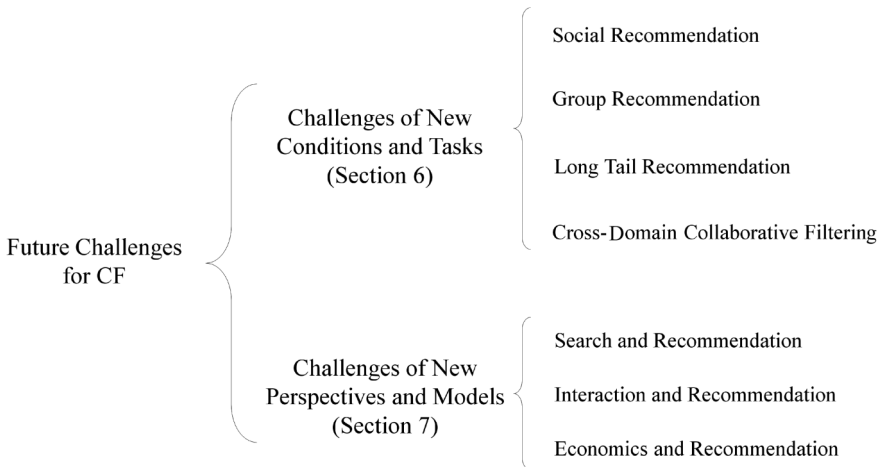 Future Challenges
for CF
Challenges of New
Conditions and Tasks
(Section 6)
Social Recommendation
Group Recommendation
Long Tail Recommendation
Cross-Domain Collaborative Filtering
Challenges of New
Perspectives and Models
(Section 7)
Search and Recommendation
Interaction and Recommendation
Economics and Recommendation